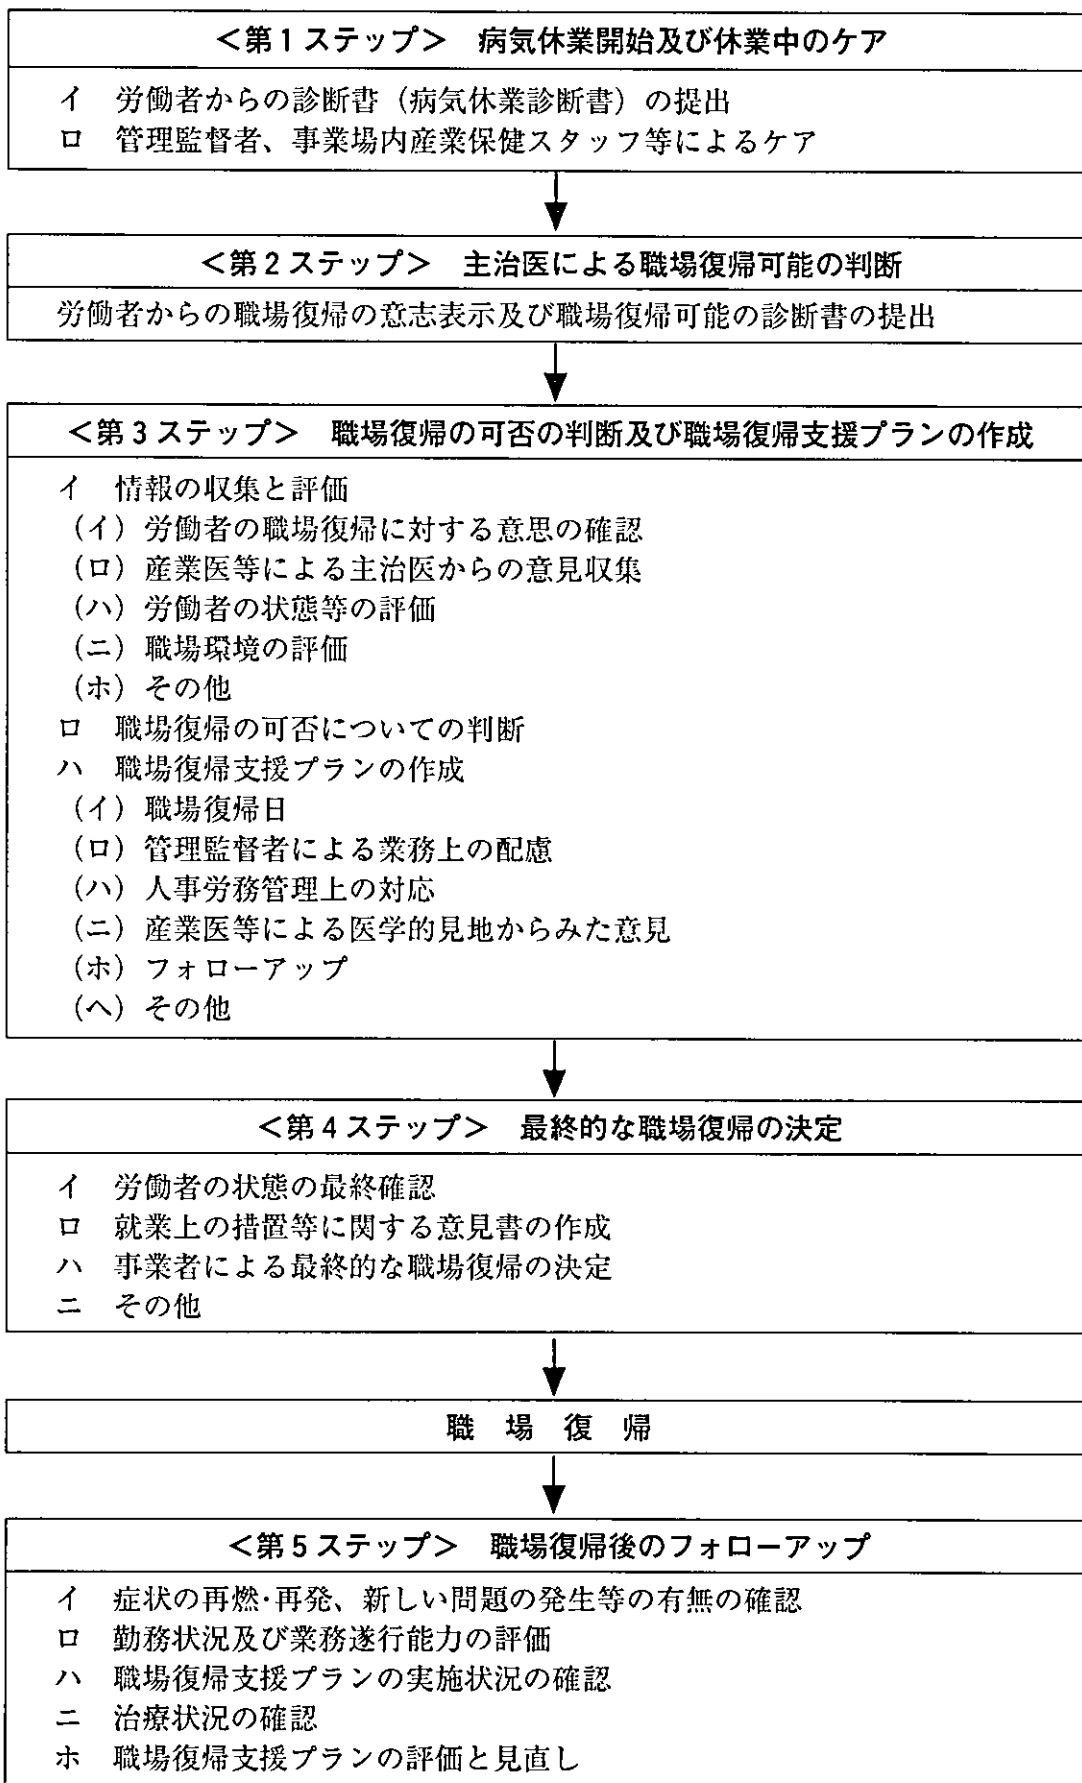 <第1ステップ> 病気休業開始及び休業中のケア
イ 労働者からの診断書(病気休業診断書)の提出
ロ 管理監督者、事業場内産業保健スタッフ等によるケア
<第2ステップ> 主治医による職場復帰可能の判断
労働者からの職場復帰の意志表示及び職場復帰可能の診断書の提出
<第3ステップ> 職場復帰の可否の判断及び職場復帰支援プランの作成
イ 情報の収集と評価
(イ)労働者の職場復帰に対する意思の確認
(ロ)産業医等による主治医からの意見収集
(ハ)労働者の状態等の評価
(ニ)職場環境の評価
(ホ)その他
ロ 職場復帰の可否についての判断
ハ 職場復帰支援プランの作成
(イ)職場復帰日
(ロ)管理監督者による業務上の配慮
(ハ)人事労務管理上の対応
(ニ)産業医等による医学的見地からみた意見
(ホ)フォローアップ
(ヘ)その他
<第4ステップ> 最終的な職場復帰の決定
イ 労働者の状態の最終確認
ロ 就業上の措置等に関する意見書の作成
ハ 事業者による最終的な職場復帰の決定
ニ その他
職場復帰
<第5ステップ> 職場復帰後のフォローアップ
イ 症状の再燃・再発、新しい問題の発生等の有無の確認
ロ 勤務状況及び業務遂行能力の評価
ハ 職場復帰支援プランの実施状況の確認
ニ 治療状況の確認
ホ 職場復帰支援プランの評価と見直し